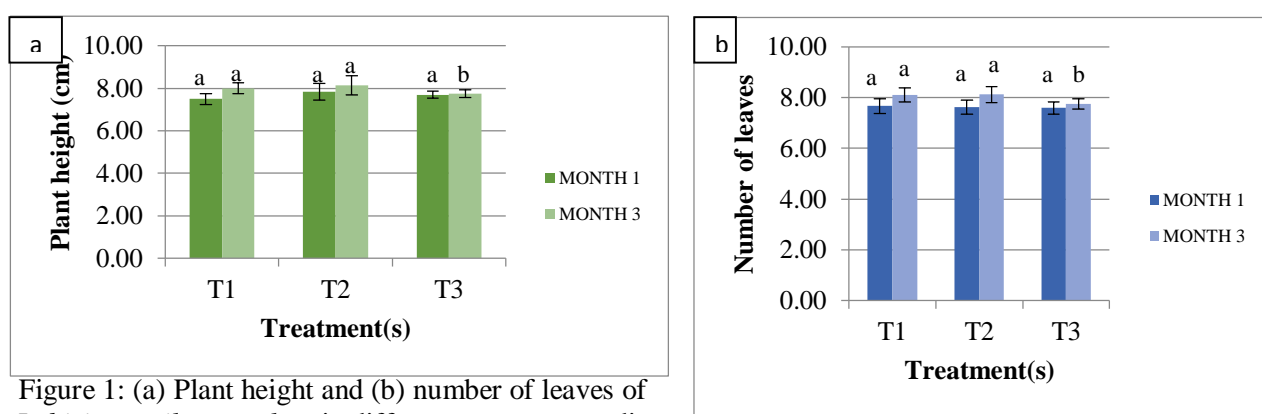 a
10.00
8.00
6.00
4.00
2.00
0.00
Plant height (cm)
a a a a a b
MONTH 1
MONTH 3
T1 T2 T3
Treatment(s)
b
10.00
8.00
6.00
4.00
2.00
0.00
Number of leaves
a a a a a b
MONTH 1
MONTH 3
T1 T2 T3
Treatment(s)
Figure 1: (a) Plant height and (b) number of leaves of